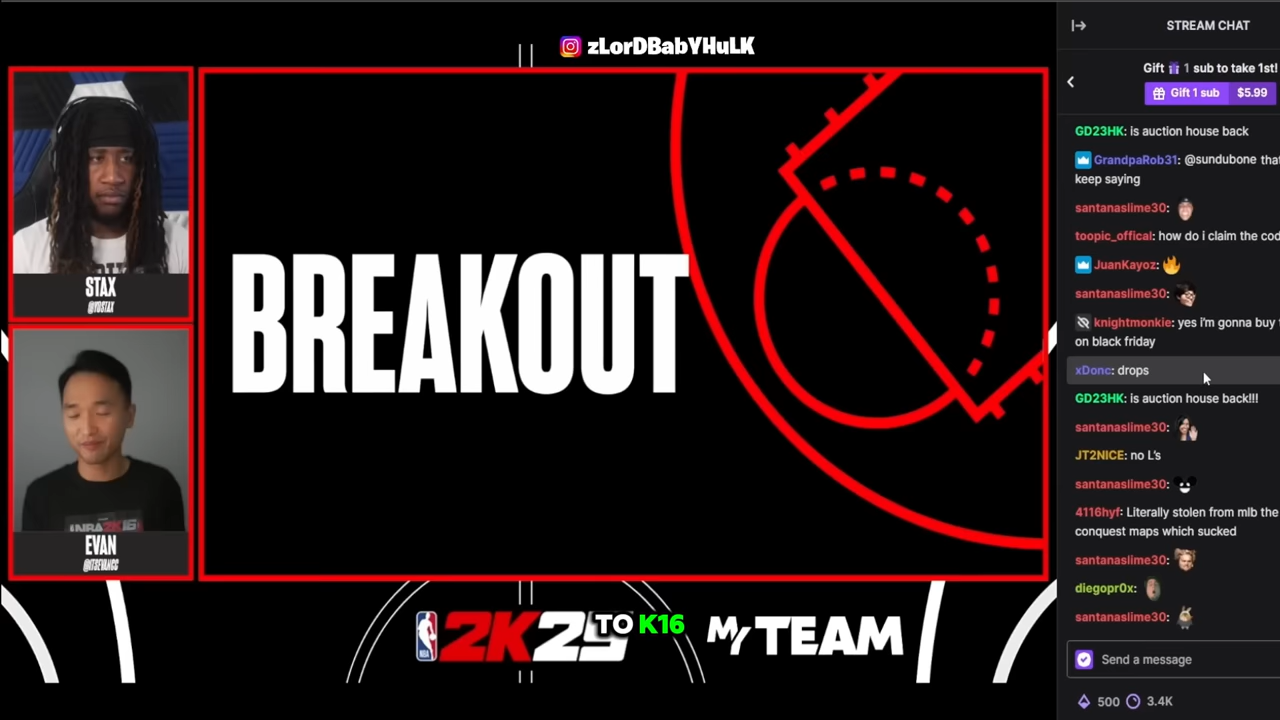 zLorDBabYHuLK
STREAM CHAT
Gift 1 sub to take 1st!
Gift 1 sub $5.99
STAX
@YOSTAX
NBA2K16
EVAN
@ITSEVANCC
BREAKOUT
NBA
2K25
TO K16
MyTEAM
GD23HK: is auction house back
GrandpaRob31: @sundubone that
keep saying
santanaslime30:
toopic_offical: how do i claim the cod
JuanKayoz:
santanaslime30:
knightmonkie: yes i'm gonna buy
on black friday
xDonc: drops
GD23HK: is auction house back!!!
santanaslime30:
JT2NICE: no L's
santanaslime30:
4116hyf: Literally stolen from mlb the
conquest maps which sucked
santanaslime30:
diegopr0x:
santanaslime30:
Send a message
500 3.4K